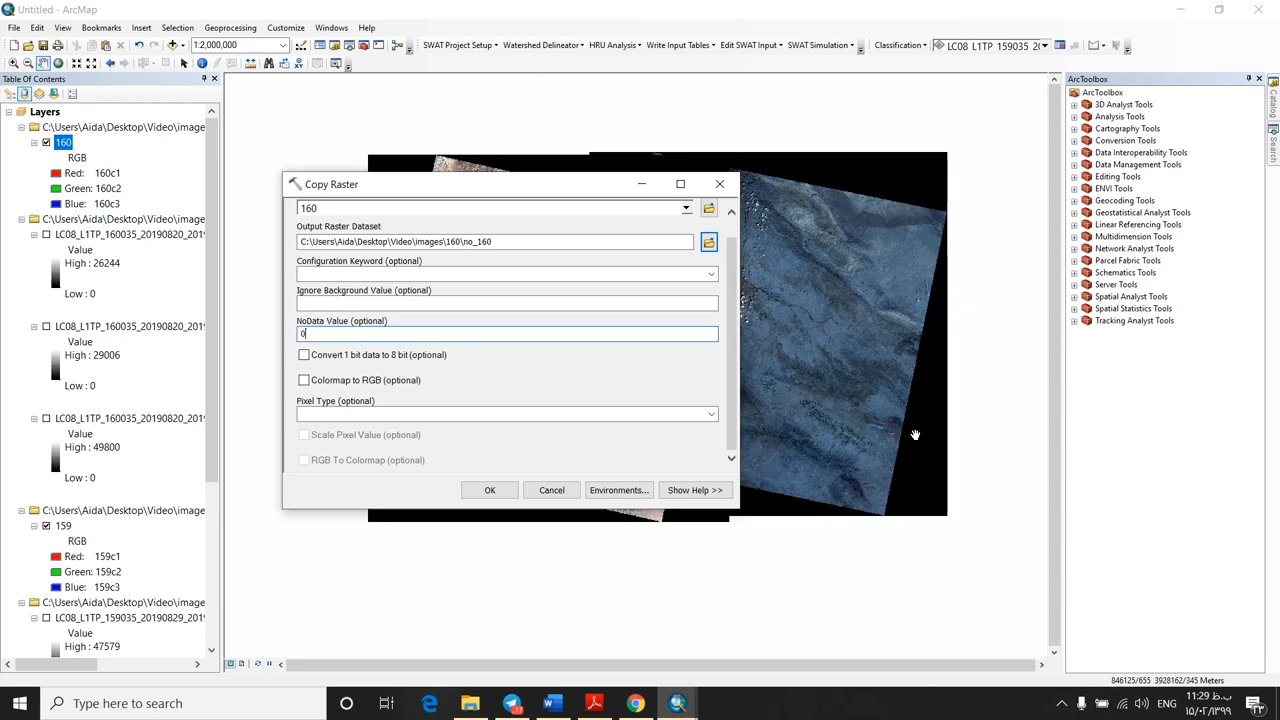 Untitled - ArcMap
File Edit View Bookmarks Insert Selection Geoprocessing Customize Windows Help
1:2,000,000
SWAT Project Setup
Watershed Delineator
HRU Analysis
Write Input Tables
Edit SWAT Input
SWAT Simulation
Classification
LC08_L1TP_159035_20
Table Of Contents
Layers
C:\Users\Aida\Desktop\Video\image
160
RGB
Red: 160c1
Green: 160c2
Blue: 160c3
C:\Users\Aida\Desktop\Video\image
LC08_L1TP_159035_20190820_201
Value
High : 26244
Low : 0
LC08_L1TP_160035_20190820_201
Value
High : 29006
Low : 0
LC08_L1TP_160035_20190820_201
Value
High : 49800
Low : 0
C:\Users\Aida\Desktop\Video\image
159
RGB
Red: 159c1
Green: 159c2
Blue: 159c3
C:\Users\Aida\Desktop\Video\image
LC08_L1TP_159035_20190829_201
Value
High : 47579
Copy Raster
160
Output Raster Dataset
C:\Users\Aida\Desktop\Video\images\160\no_160
Configuration Keyword (optional)
Ignore Background Value (optional)
NoData Value (optional)
0
Convert 1 bit data to 8 bit (optional)
Colormap to RGB (optional)
Pixel Type (optional)
Scale Pixel Value (optional)
RGB To Colormap (optional)
OK
Cancel
Environments...
Show Help >>
ArcToolbox
ArcToolbox
3D Analyst Tools
Analysis Tools
Cartography Tools
Conversion Tools
Data Interoperability Tools
Data Management Tools
Editing Tools
ENVI Tools
Geocoding Tools
Geostatistical Analyst Tools
Linear Referencing Tools
Multidimension Tools
Network Analyst Tools
Parcel Fabric Tools
Schematics Tools
Server Tools
Spatial Analyst Tools
Spatial Statistics Tools
Tracking Analyst Tools
Catalog
Search
846125/655 3928162/345 Meters
Type here to search
ENG
11:29 ب.ظ
۱۵/۰۲/۱۳۹۹